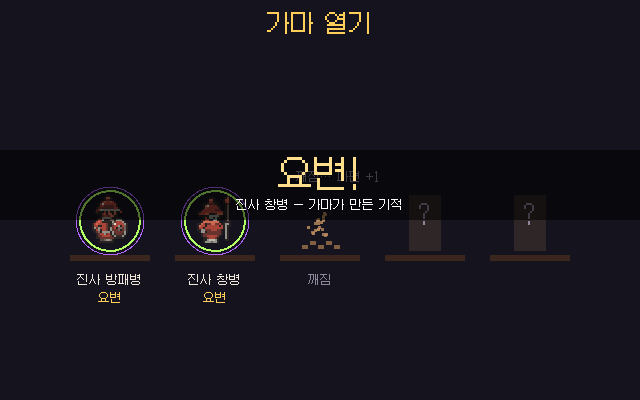 가마 열기
요변!
진사 창병 — 가마가 만든 기적
?
?
진사 방패병
진사 창병
깨짐
요변
요변